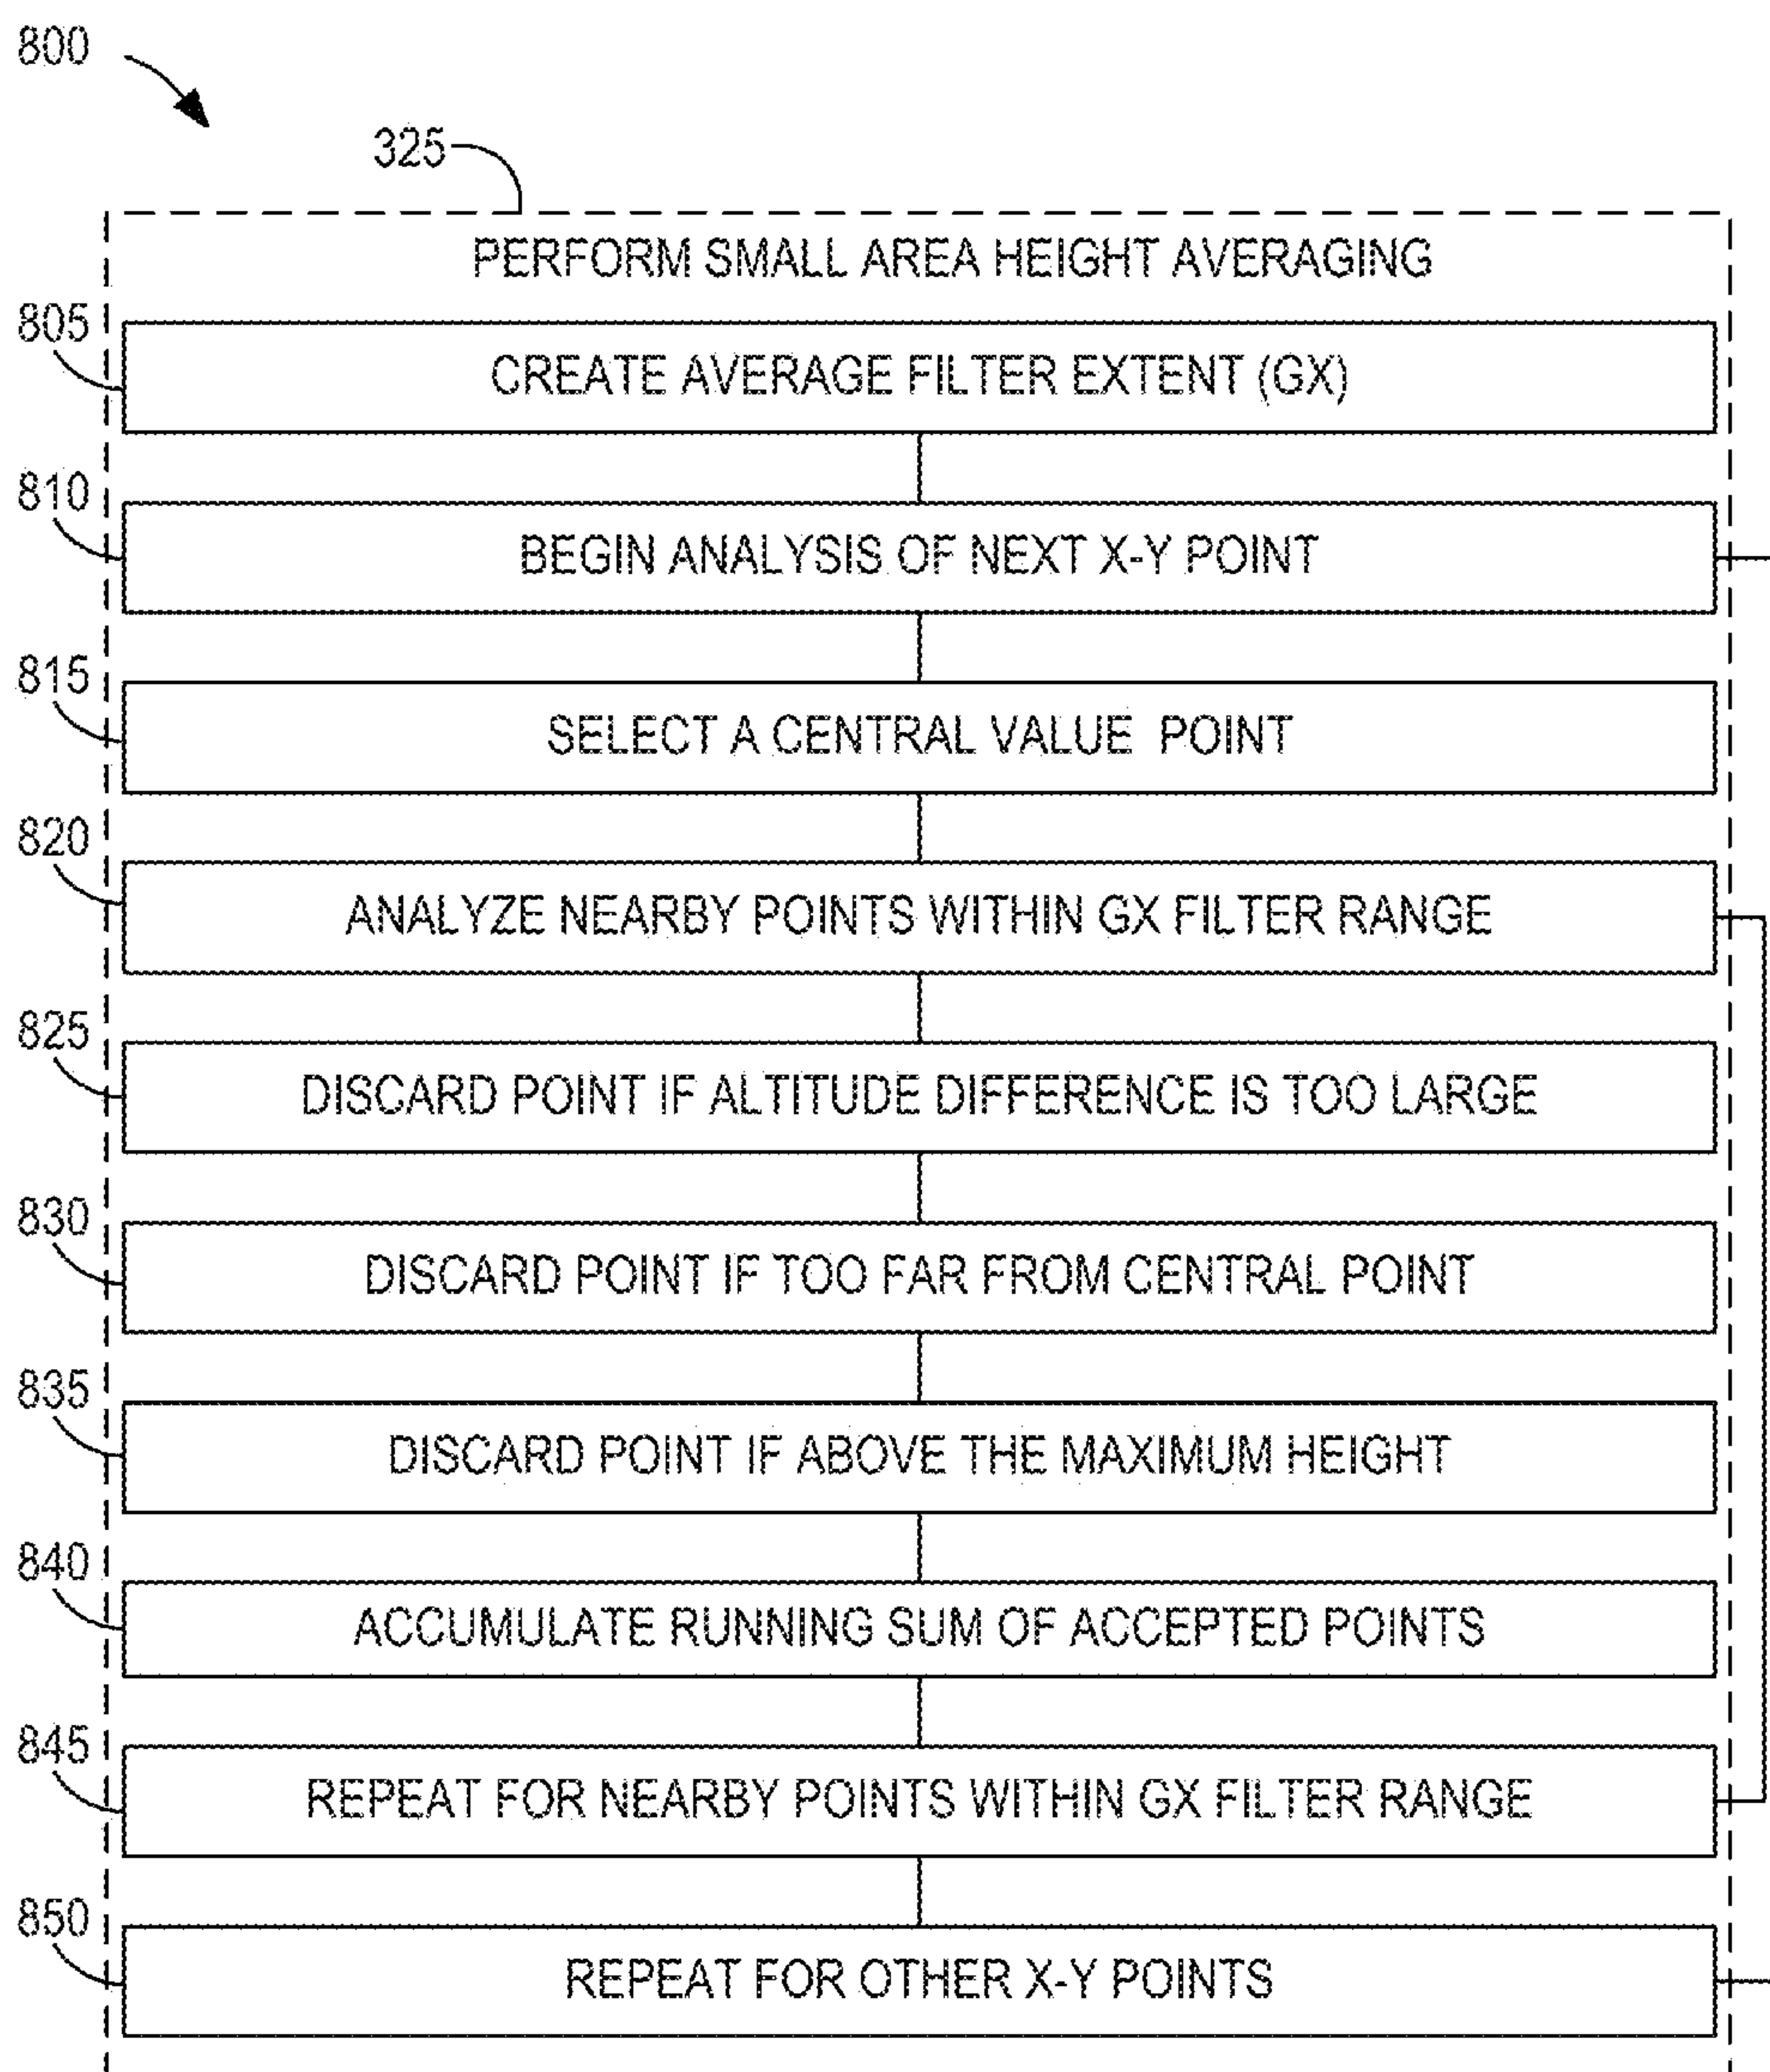 800
325
PERFORM SMALL AREA HEIGHT AVERAGING
805
CREATE AVERAGE FILTER EXTENT (GX)
810
BEGIN ANALYSIS OF NEXT X-Y POINT
815
SELECT A CENTRAL VALUE POINT
820
ANALYZE NEARBY POINTS WITHIN GX FILTER RANGE
825
DISCARD POINT IF ALTITUDE DIFFERENCE IS TOO LARGE
830
DISCARD POINT IF TOO FAR FROM CENTRAL POINT
835
DISCARD POINT IF ABOVE THE MAXIMUM HEIGHT
840
ACCUMULATE RUNNING SUM OF ACCEPTED POINTS
845
REPEAT FOR NEARBY POINTS WITHIN GX FILTER RANGE
850
REPEAT FOR OTHER X-Y POINTS